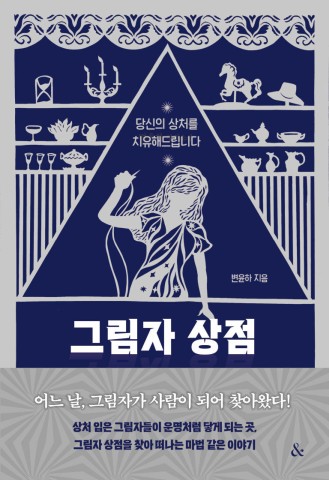 당신의 상처를
치유해드립니다
변윤하 지음
그림자 상점
어느 날, 그림자가 사람이 되어 찾아왔다!
상처 입은 그림자들이 운명처럼 닿게 되는 곳,
그림자 상점을 찾아 떠나는 마법 같은 이야기
&